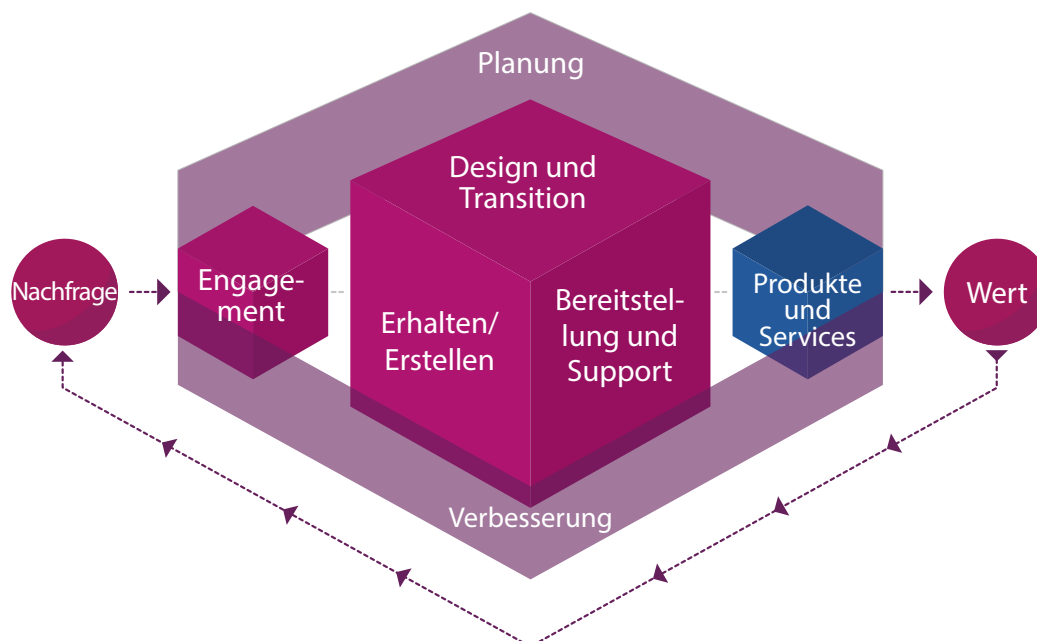 Planung
Design und
Transition
Nachfrage
Engage-
ment
Erhalten/
Erstellen
Bereitstel-
lung und
Support
Produkte
und
Services
Wert
Verbesserung